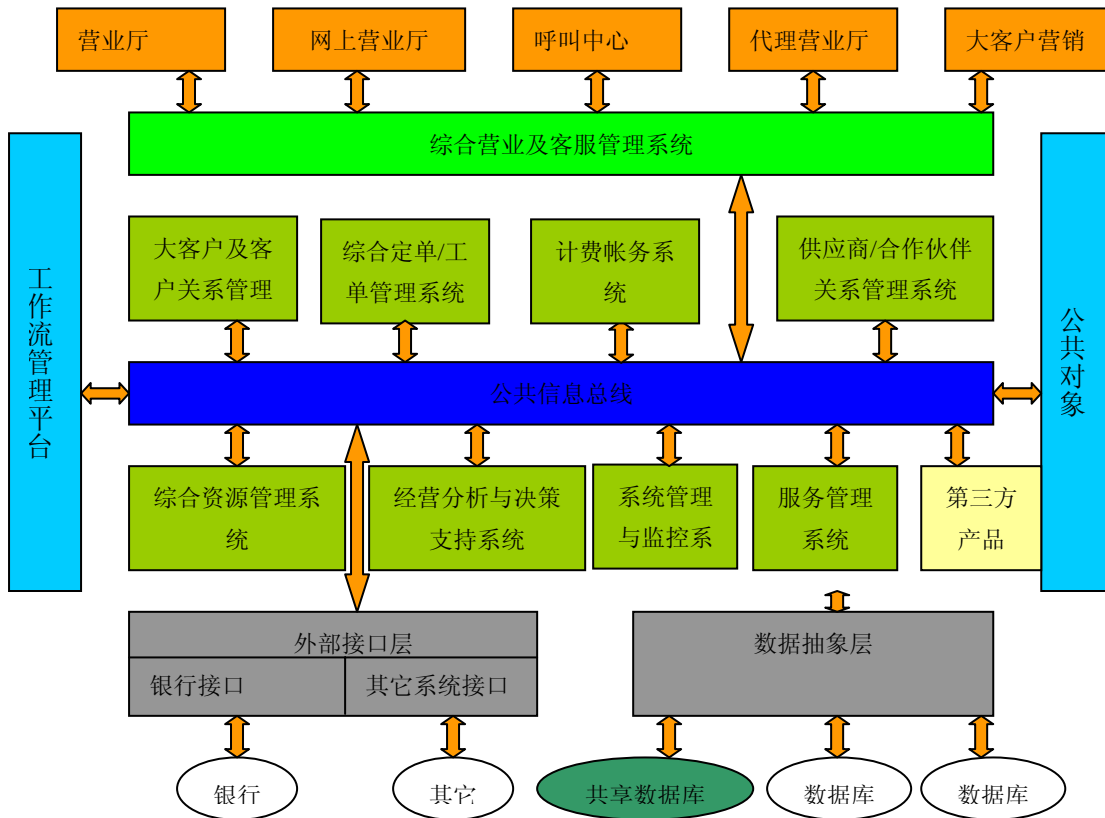 营业厅
网上营业厅
呼叫中心
代理营业厅
大客户营销
综合营业及客服管理系统
工作流管理平台
大客户及客
户关系管理
综合定单/工
单管理系统
计费帐务系
统
供应商/合作伙伴
关系管理系统
公共对象
公共信息总线
综合资源管理系
统
经营分析与决策
支持系统
系统管理
与监控系
服务管理
系统
第三方
产品
外部接口层
银行接口
其它系统接口
数据抽象层
银行
其它
共享数据库
数据库
数据库